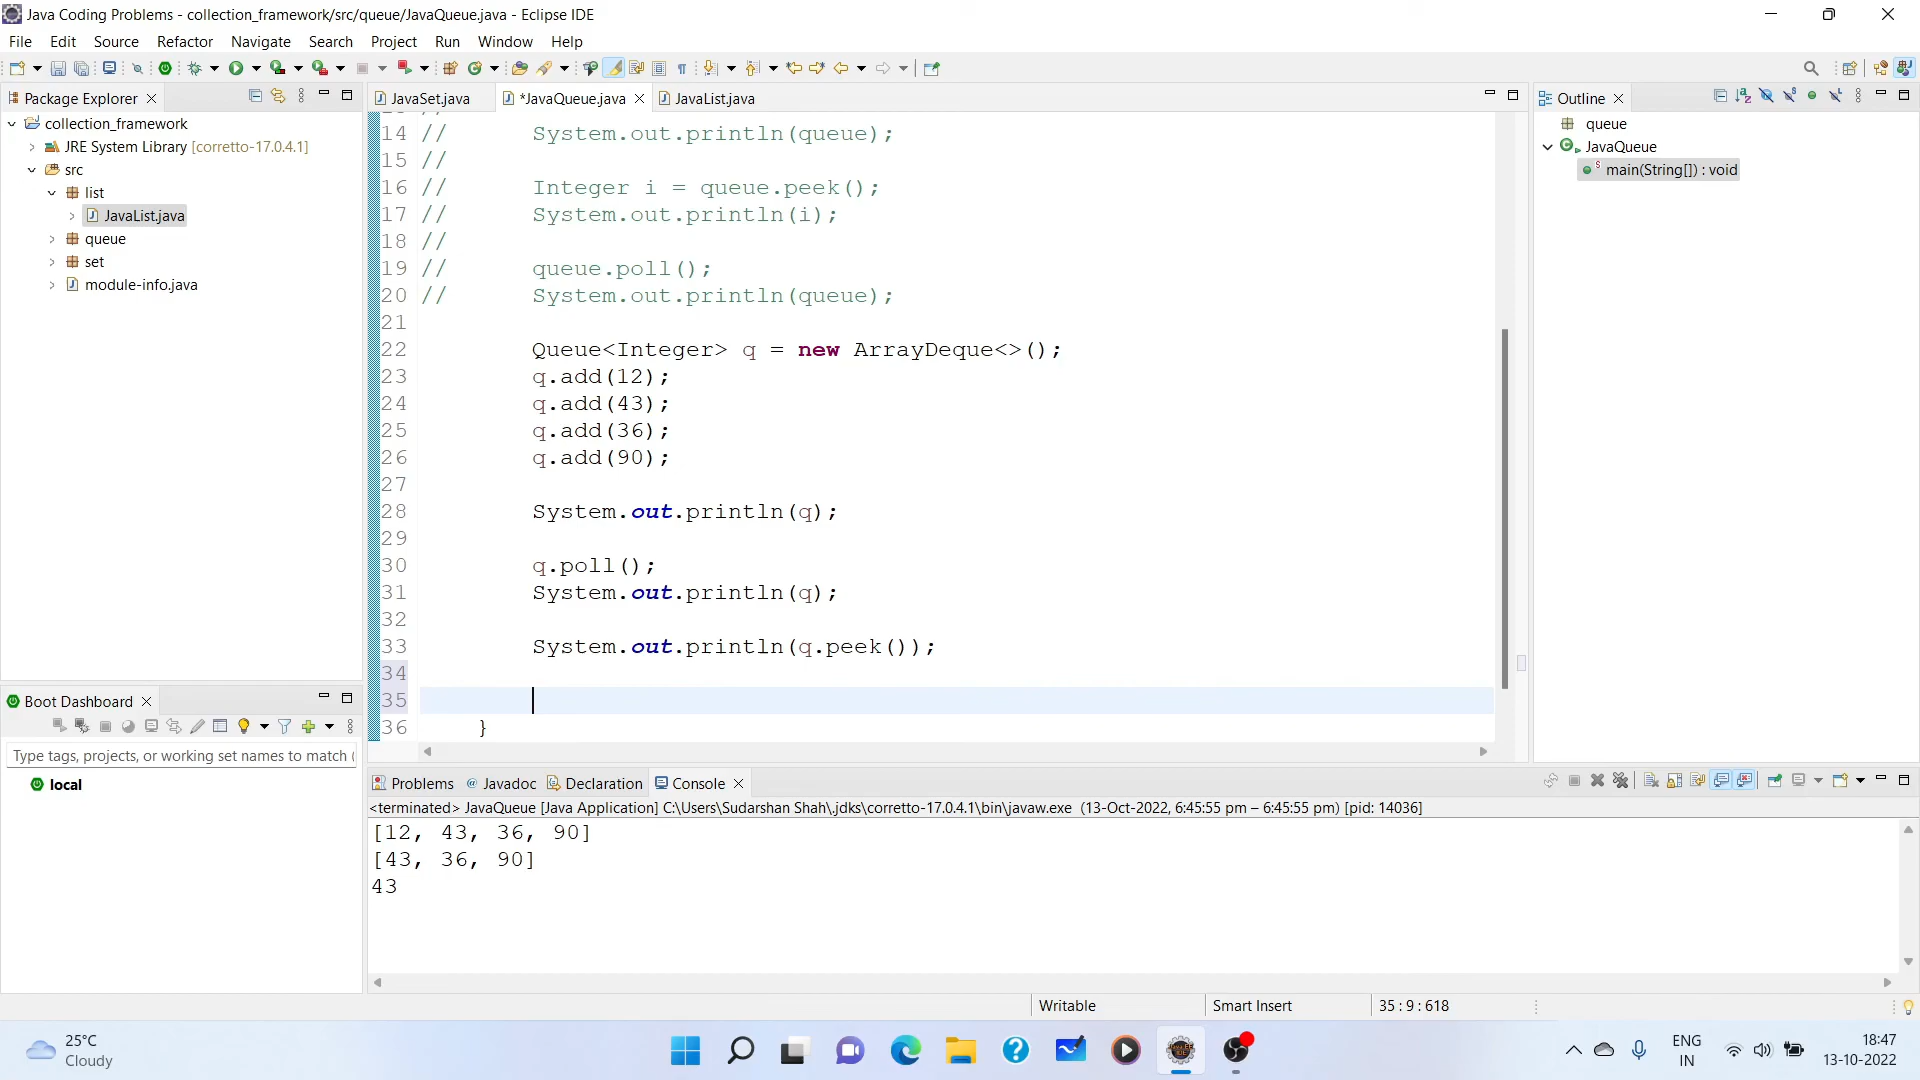 Java Coding Problems - collection_framework/src/queue/JavaQueue.java - Eclipse IDE
File Edit Source Refactor Navigate Search Project Run Window Help
Package Explorer
collection_framework
JRE System Library [corretto-17.0.4.1]
src
list
JavaList.java
queue
set
module-info.java
Boot Dashboard
Type tags, projects, or working set names to match (
local
JavaSet.java *JavaQueue.java JavaList.java
14 // System.out.println(queue);
15 //
16 // Integer i = queue.peek();
17 // System.out.println(i);
18 //
19 // queue.poll();
20 // System.out.println(queue);
21
22 Queue<Integer> q = new ArrayDeque<>();
23 q.add(12);
24 q.add(43);
25 q.add(36);
26 q.add(90);
27
28 System.out.println(q);
29
30 q.poll();
31 System.out.println(q);
32
33 System.out.println(q.peek());
34
35
36 }
Outline
queue
JavaQueue
main(String[]) : void
Problems @ Javadoc Declaration Console
<terminated> JavaQueue [Java Application] C:\Users\Sudarshan Shah\.jdks\corretto-17.0.4.1\bin\javaw.exe (13-Oct-2022, 6:45:55 pm – 6:45:55 pm) [pid: 14036]
[12, 43, 36, 90]
[43, 36, 90]
43
Writable Smart Insert 35 : 9 : 618
25°C
Cloudy
ENG
IN
18:47
13-10-2022